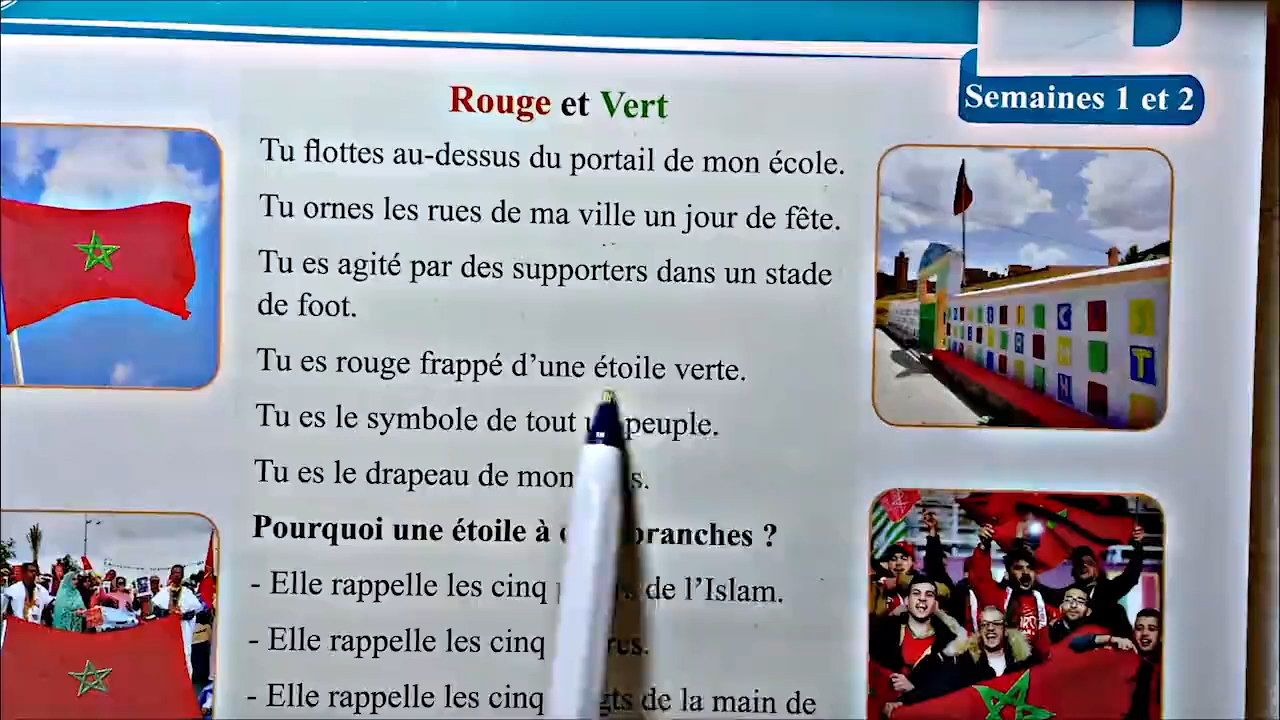 Rouge et Vert
Semaines 1 et 2
Tu flottes au-dessus du portail de mon école.
Tu ornes les rues de ma ville un jour de fête.
Tu es agité par des supporters dans un stade
de foot.
Tu es rouge frappé d'une étoile verte.
Tu es le symbole de tout peuple.
Tu es le drapeau de mon
Pourquoi une étoile à branches ?
- Elle rappelle les cinq de l'Islam.
- Elle rappelle les cinq
- Elle rappelle les cinq de la main de